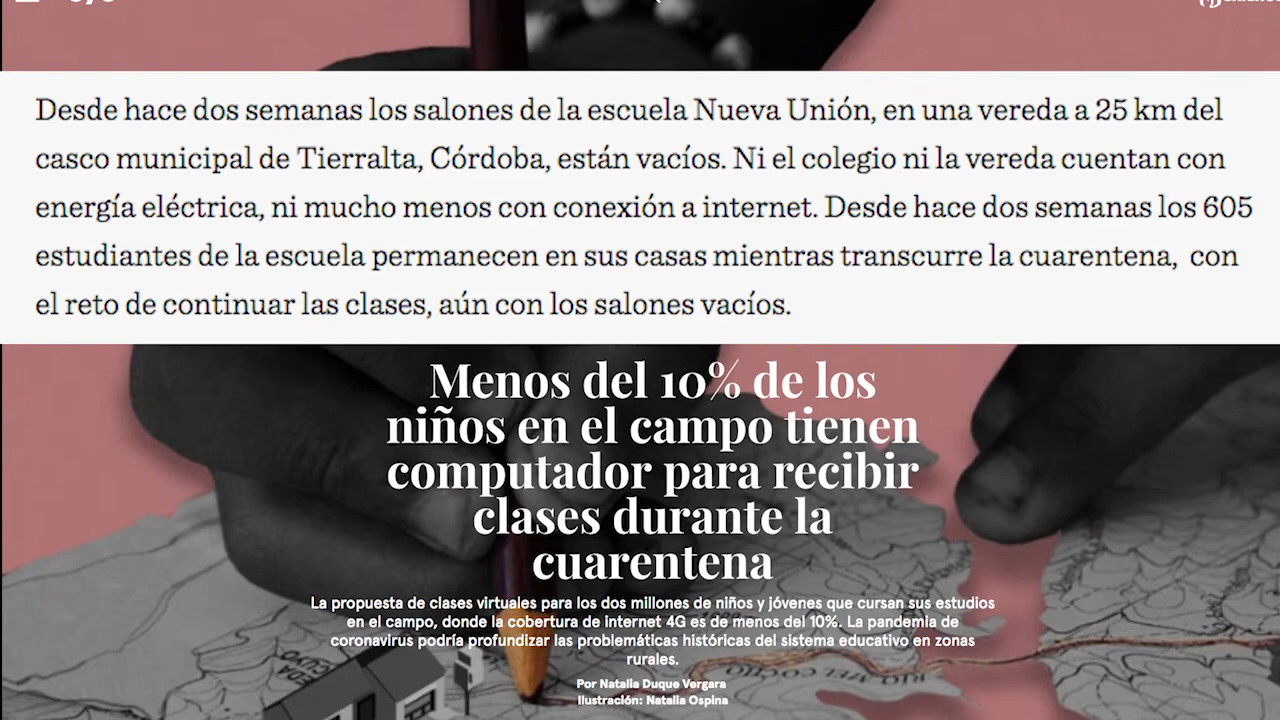 Desde hace dos semanas los salones de la escuela Nueva Unión, en una vereda a 25 km del
casco municipal de Tierralta, Córdoba, están vacíos. Ni el colegio ni la vereda cuentan con
energía eléctrica, ni mucho menos con conexión a internet. Desde hace dos semanas los 605
estudiantes de la escuela permanecen en sus casas mientras transcurre la cuarentena, con
el reto de continuar las clases, aún con los salones vacíos.
Menos del 10% de los
niños en el campo tienen
computador para recibir
clases durante la
cuarentena
La propuesta de clases virtuales para los dos millones de niños y jóvenes que cursan sus estudios
en el campo, donde la cobertura de internet 4G es de menos del 10%. La pandemia de
coronavirus podría profundizar las problemáticas históricas del sistema educativo en zonas
rurales.
Por Natalia Duque Vergara
Ilustración: Natalia Ospina